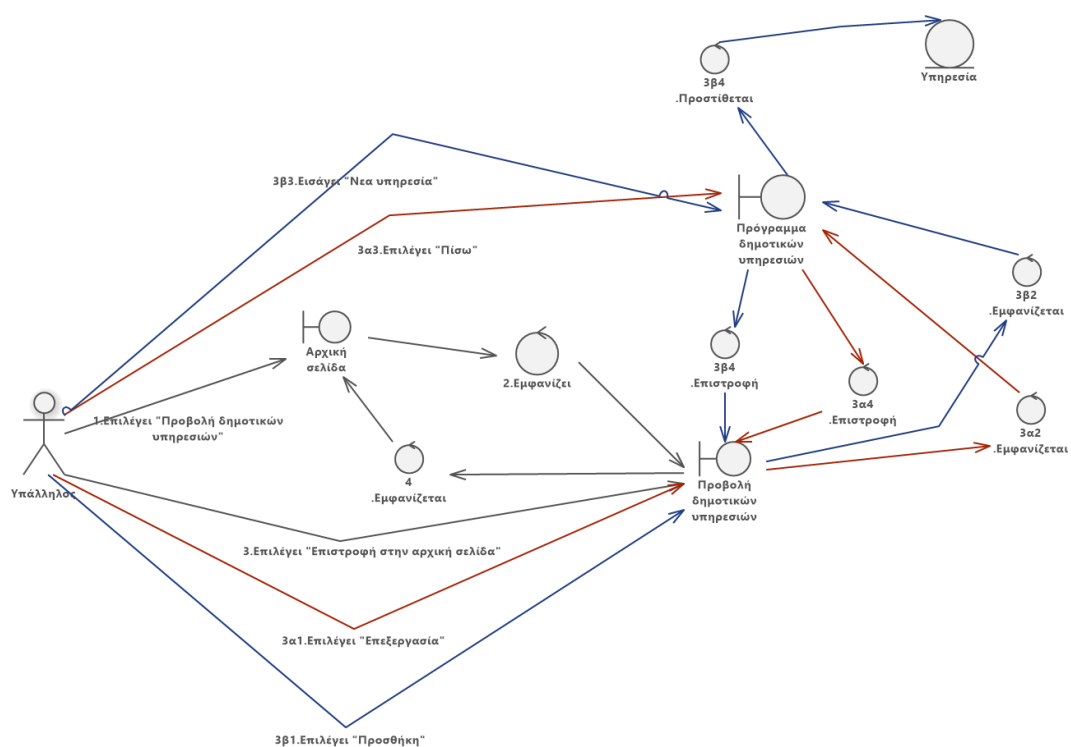 Υπηρεσία
3β4
.Προστίθεται
3β3.Εισάγει "Νεα υπηρεσία"
Πρόγραμμα
δημοτικών
υπηρεσιών
3α3.Επιλέγει "Πίσω"
3β2
.Εμφανίζεται
Αρχική
σελίδα
2.Εμφανίζει
3β4
.Επιστροφή
3α4
.Επιστροφή
3α2
.Εμφανίζεται
1.Επιλέγει "Προβολή δημοτικών
υπηρεσιών"
4
.Εμφανίζεται
Προβολή
δημοτικών
υπηρεσιών
Υπάλληλος
3.Επιλέγει "Επιστροφή στην αρχική σελίδα"
3α1.Επιλέγει "Επεξεργασία"
3β1.Επιλέγει "Προσθήκη"